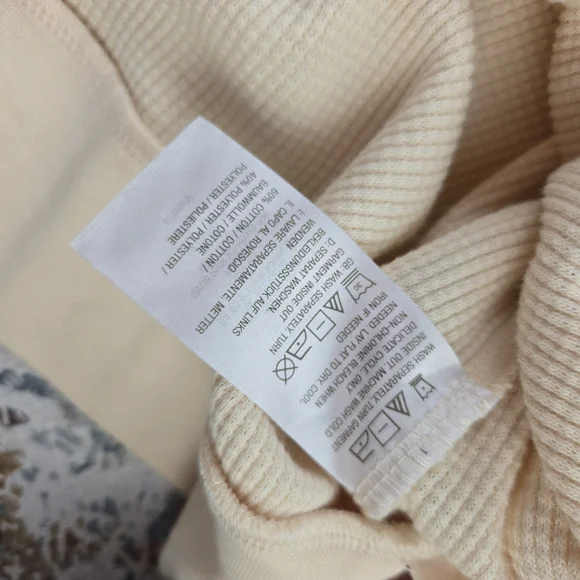 WASH SEPARATELY TURN GARMENT
INSIDE OUT. MACHINE WASH COLD
DELICATE CYCLE. ONLY
NON-CHLORINE BLEACH WHEN
NEEDED. LAY FLAT TO DRY. COOL
IRON IF NEEDED
30
GB: WASH SEPARATELY TURN
GARMENT INSIDE OUT
D: SEPARAT WASCHEN,
BEKLEIDUNGSSTÜCK AUF LINKS
WENDEN
I: LAVARE SEPARATAMENTE, METTER
IL CAPO AL ROVESCIO
60% COTTON / COTTON /
BAUMWOLLE / COTONE
40% POLYESTER / POLYESTER /
POLYESTER / POLIESTERE